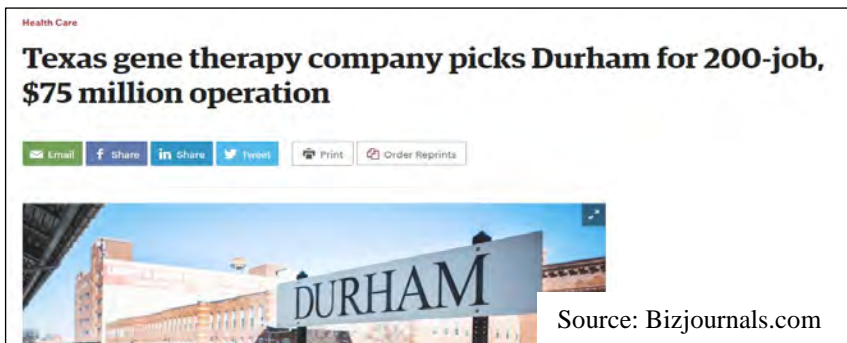 Health Care
Texas gene therapy company picks Durham for 200-job,
$75 million operation
Email
Share
in Share
Tweet
Print
Order Reprints
DURHAM
Source: Bizjournals.com